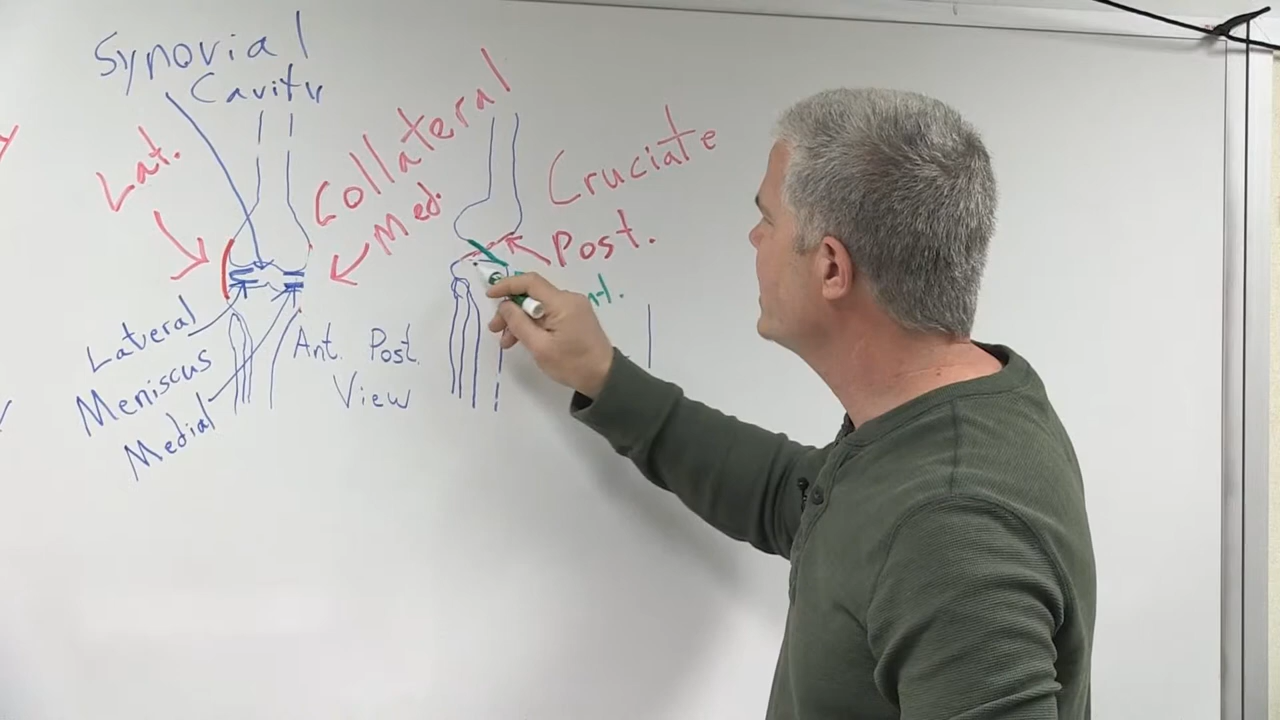 Synovial
Cavity
Lat.
Collateral
Med.
Cruciate
Post.
Lateral
Meniscus
Medial
Ant. Post.
View